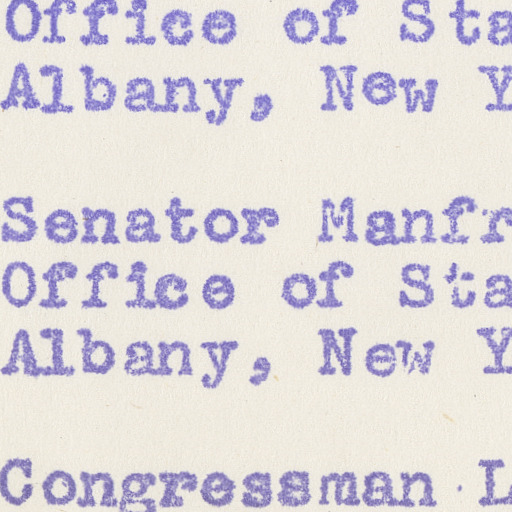 Office of Sta
Albany, New Y
Senator Manfr
Office of Sta
Albany, New Y
Congressman L